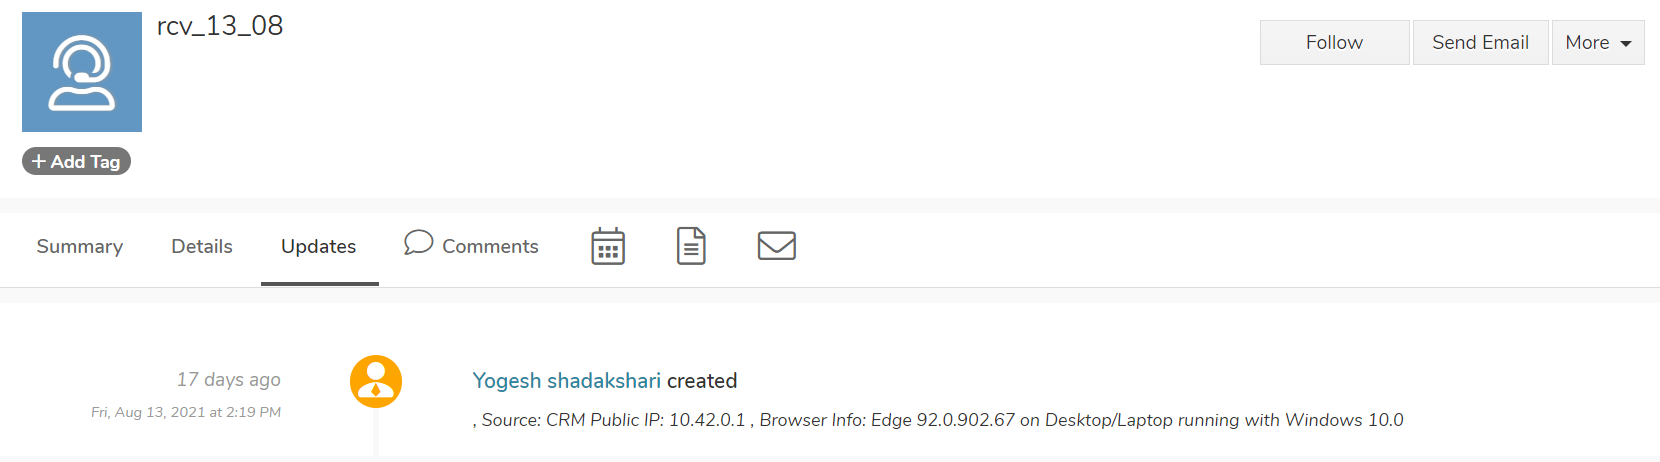 rcv_13_08
Follow
Send Email
More
+ Add Tag
Summary
Details
Updates
Comments
17 days ago
Fri, Aug 13, 2021 at 2:19 PM
Yogesh shadakshari created
, Source: CRM Public IP: 10.42.0.1 , Browser Info: Edge 92.0.902.67 on Desktop/Laptop running with Windows 10.0